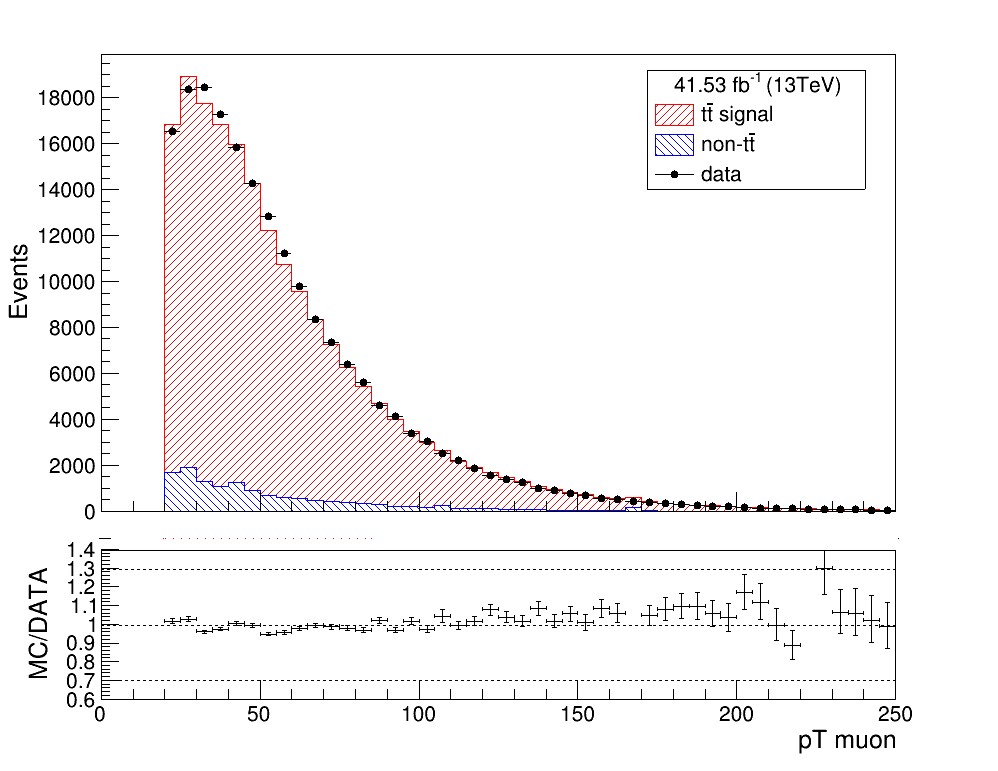 41.53 fb⁻¹ (13TeV)
tt̄ signal
non-tt̄
data
Events
18000
16000
14000
12000
10000
8000
6000
4000
2000
0
MC/DATA
1.4
1.3
1.2
1.1
1
0.9
0.8
0.7
0.6
0 50 100 150 200 250
pT muon